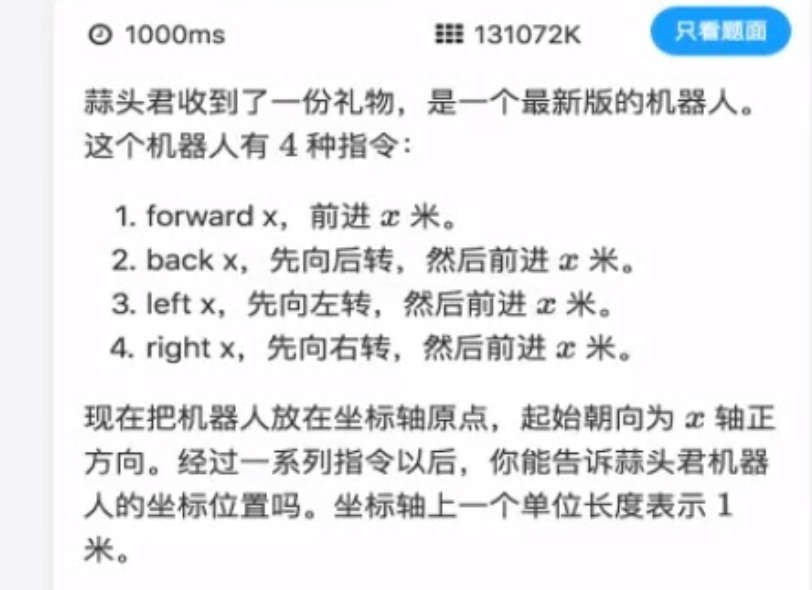 1000ms 131072K 只看题面
蒜头君收到了一份礼物，是一个最新版的机器人。
这个机器人有 4 种指令：
1. forward x，前进 x 米。
2. back x，先向后转，然后前进 x 米。
3. left x，先向左转，然后前进 x 米。
4. right x，先向右转，然后前进 x 米。
现在把机器人放在坐标轴原点，起始朝向为 x 轴正
方向。经过一系列指令以后，你能告诉蒜头君机器
人的坐标位置吗。坐标轴上一个单位长度表示 1
米。